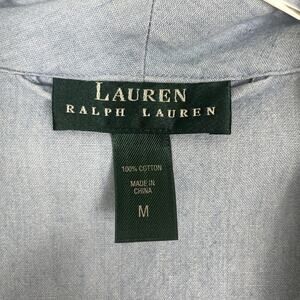 LAUREN
RALPH LAUREN
100% COTTON
MADE IN
CHINA
M